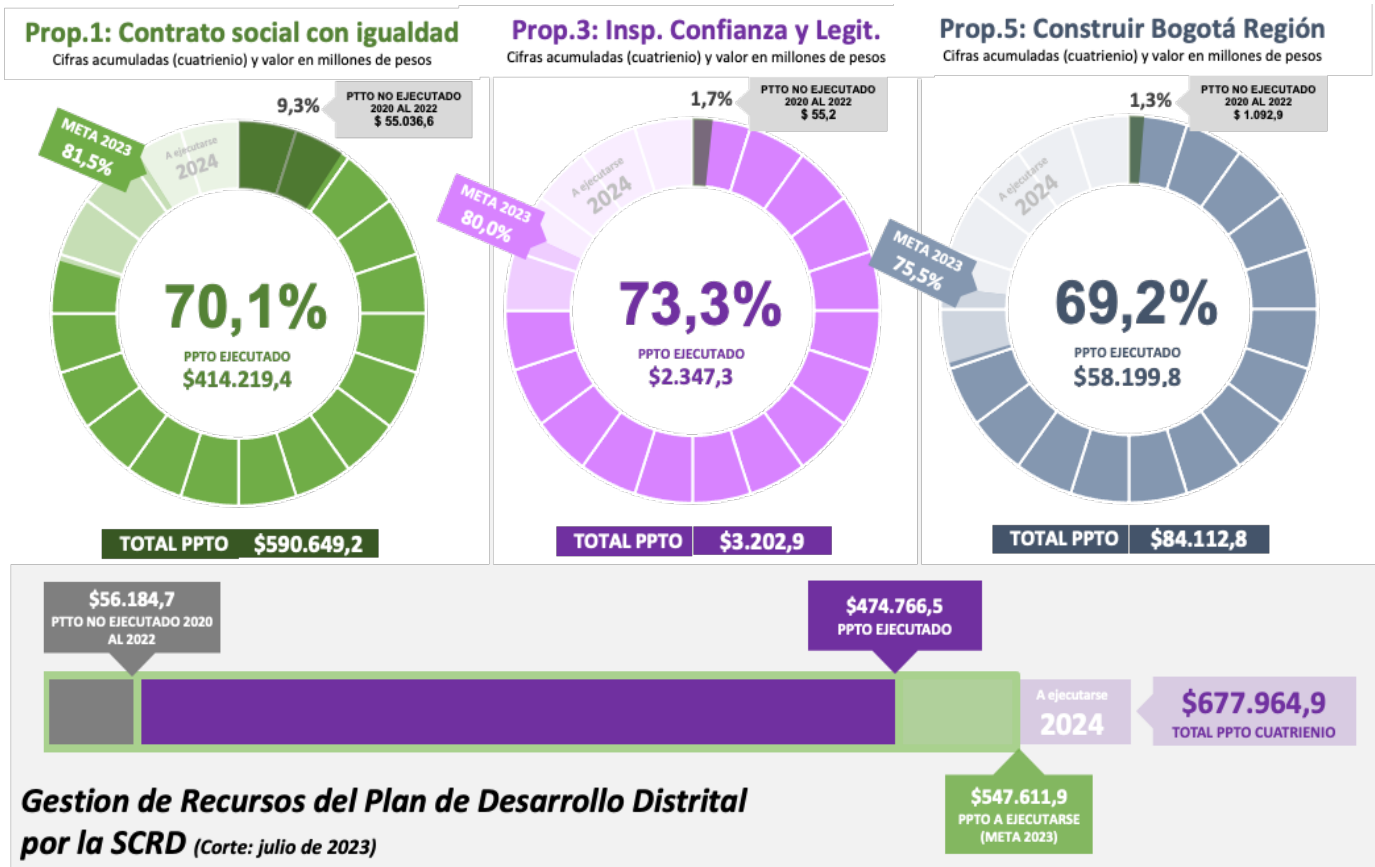 Prop.1: Contrato social con igualdad
Cifras acumuladas (cuatrienio) y valor en millones de pesos
9,3%
PTTO NO EJECUTADO
2020 AL 2022
$ 55.036,6
META 2023
81,5%
A ejecutarse
2024
70,1%
PPTO EJECUTADO
$414.219,4
TOTAL PPTO $590.649,2
Prop.3: Insp. Confianza y Legit.
Cifras acumuladas (cuatrienio) y valor en millones de pesos
1,7%
PTTO NO EJECUTADO
2020 AL 2022
$ 55,2
META 2023
80,0%
A ejecutarse
2024
73,3%
PPTO EJECUTADO
$2.347,3
TOTAL PPTO $3.202,9
Prop.5: Construir Bogotá Región
Cifras acumuladas (cuatrienio) y valor en millones de pesos
1,3%
PTTO NO EJECUTADO
2020 AL 2022
$ 1.092,9
META 2023
75,5%
A ejecutarse
2024
69,2%
PPTO EJECUTADO
$58.199,8
TOTAL PPTO $84.112,8
$56.184,7
PTTO NO EJECUTADO 2020
AL 2022
$474.766,5
PPTO EJECUTADO
A ejecutarse
2024
$677.964,9
TOTAL PPTO CUATRIENIO
$547.611,9
PPTO A EJECUTARSE
(META 2023)
Gestion de Recursos del Plan de Desarrollo Distrital
por la SCRD (Corte: julio de 2023)